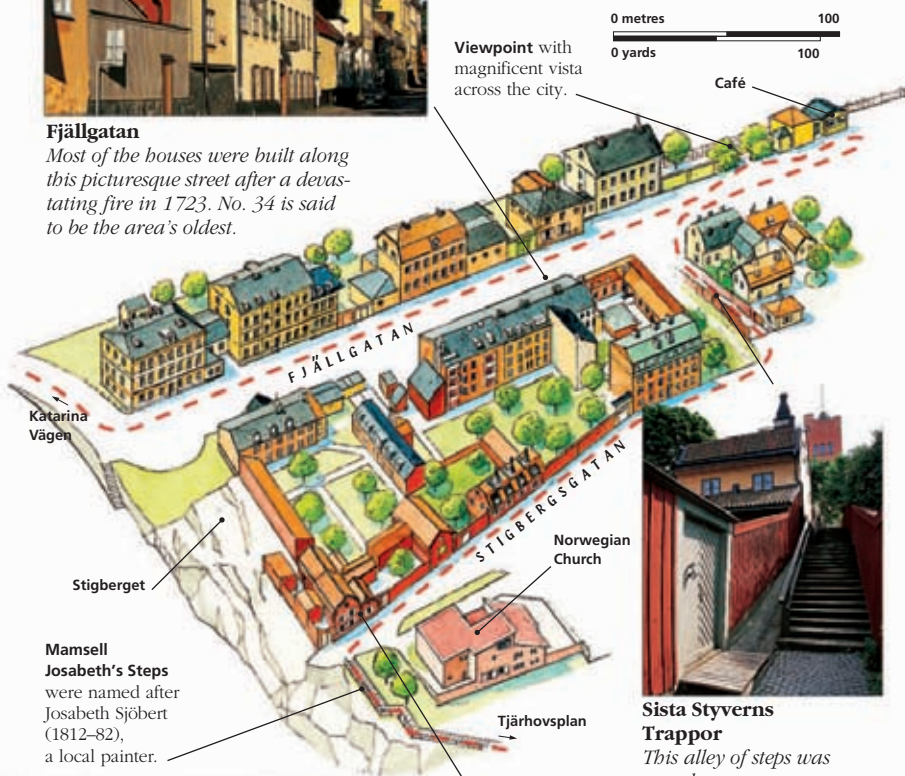 0 metres 100
0 yards 100
Viewpoint with
magnificent vista
across the city.
Café
Fjällgatan
Most of the houses were built along
this picturesque street after a devas-
tating fire in 1723. No. 34 is said
to be the area's oldest.
FJÄLLGATAN
Katarina
Vägen
STIGBERGSGATAN
Norwegian
Church
Stigberget
Mamsell
Josabeth's Steps
were named after
Josabeth Sjöbert
(1812–82),
a local painter.
Tjärhovsplan
Sista Styverns
Trappor
This alley of steps was